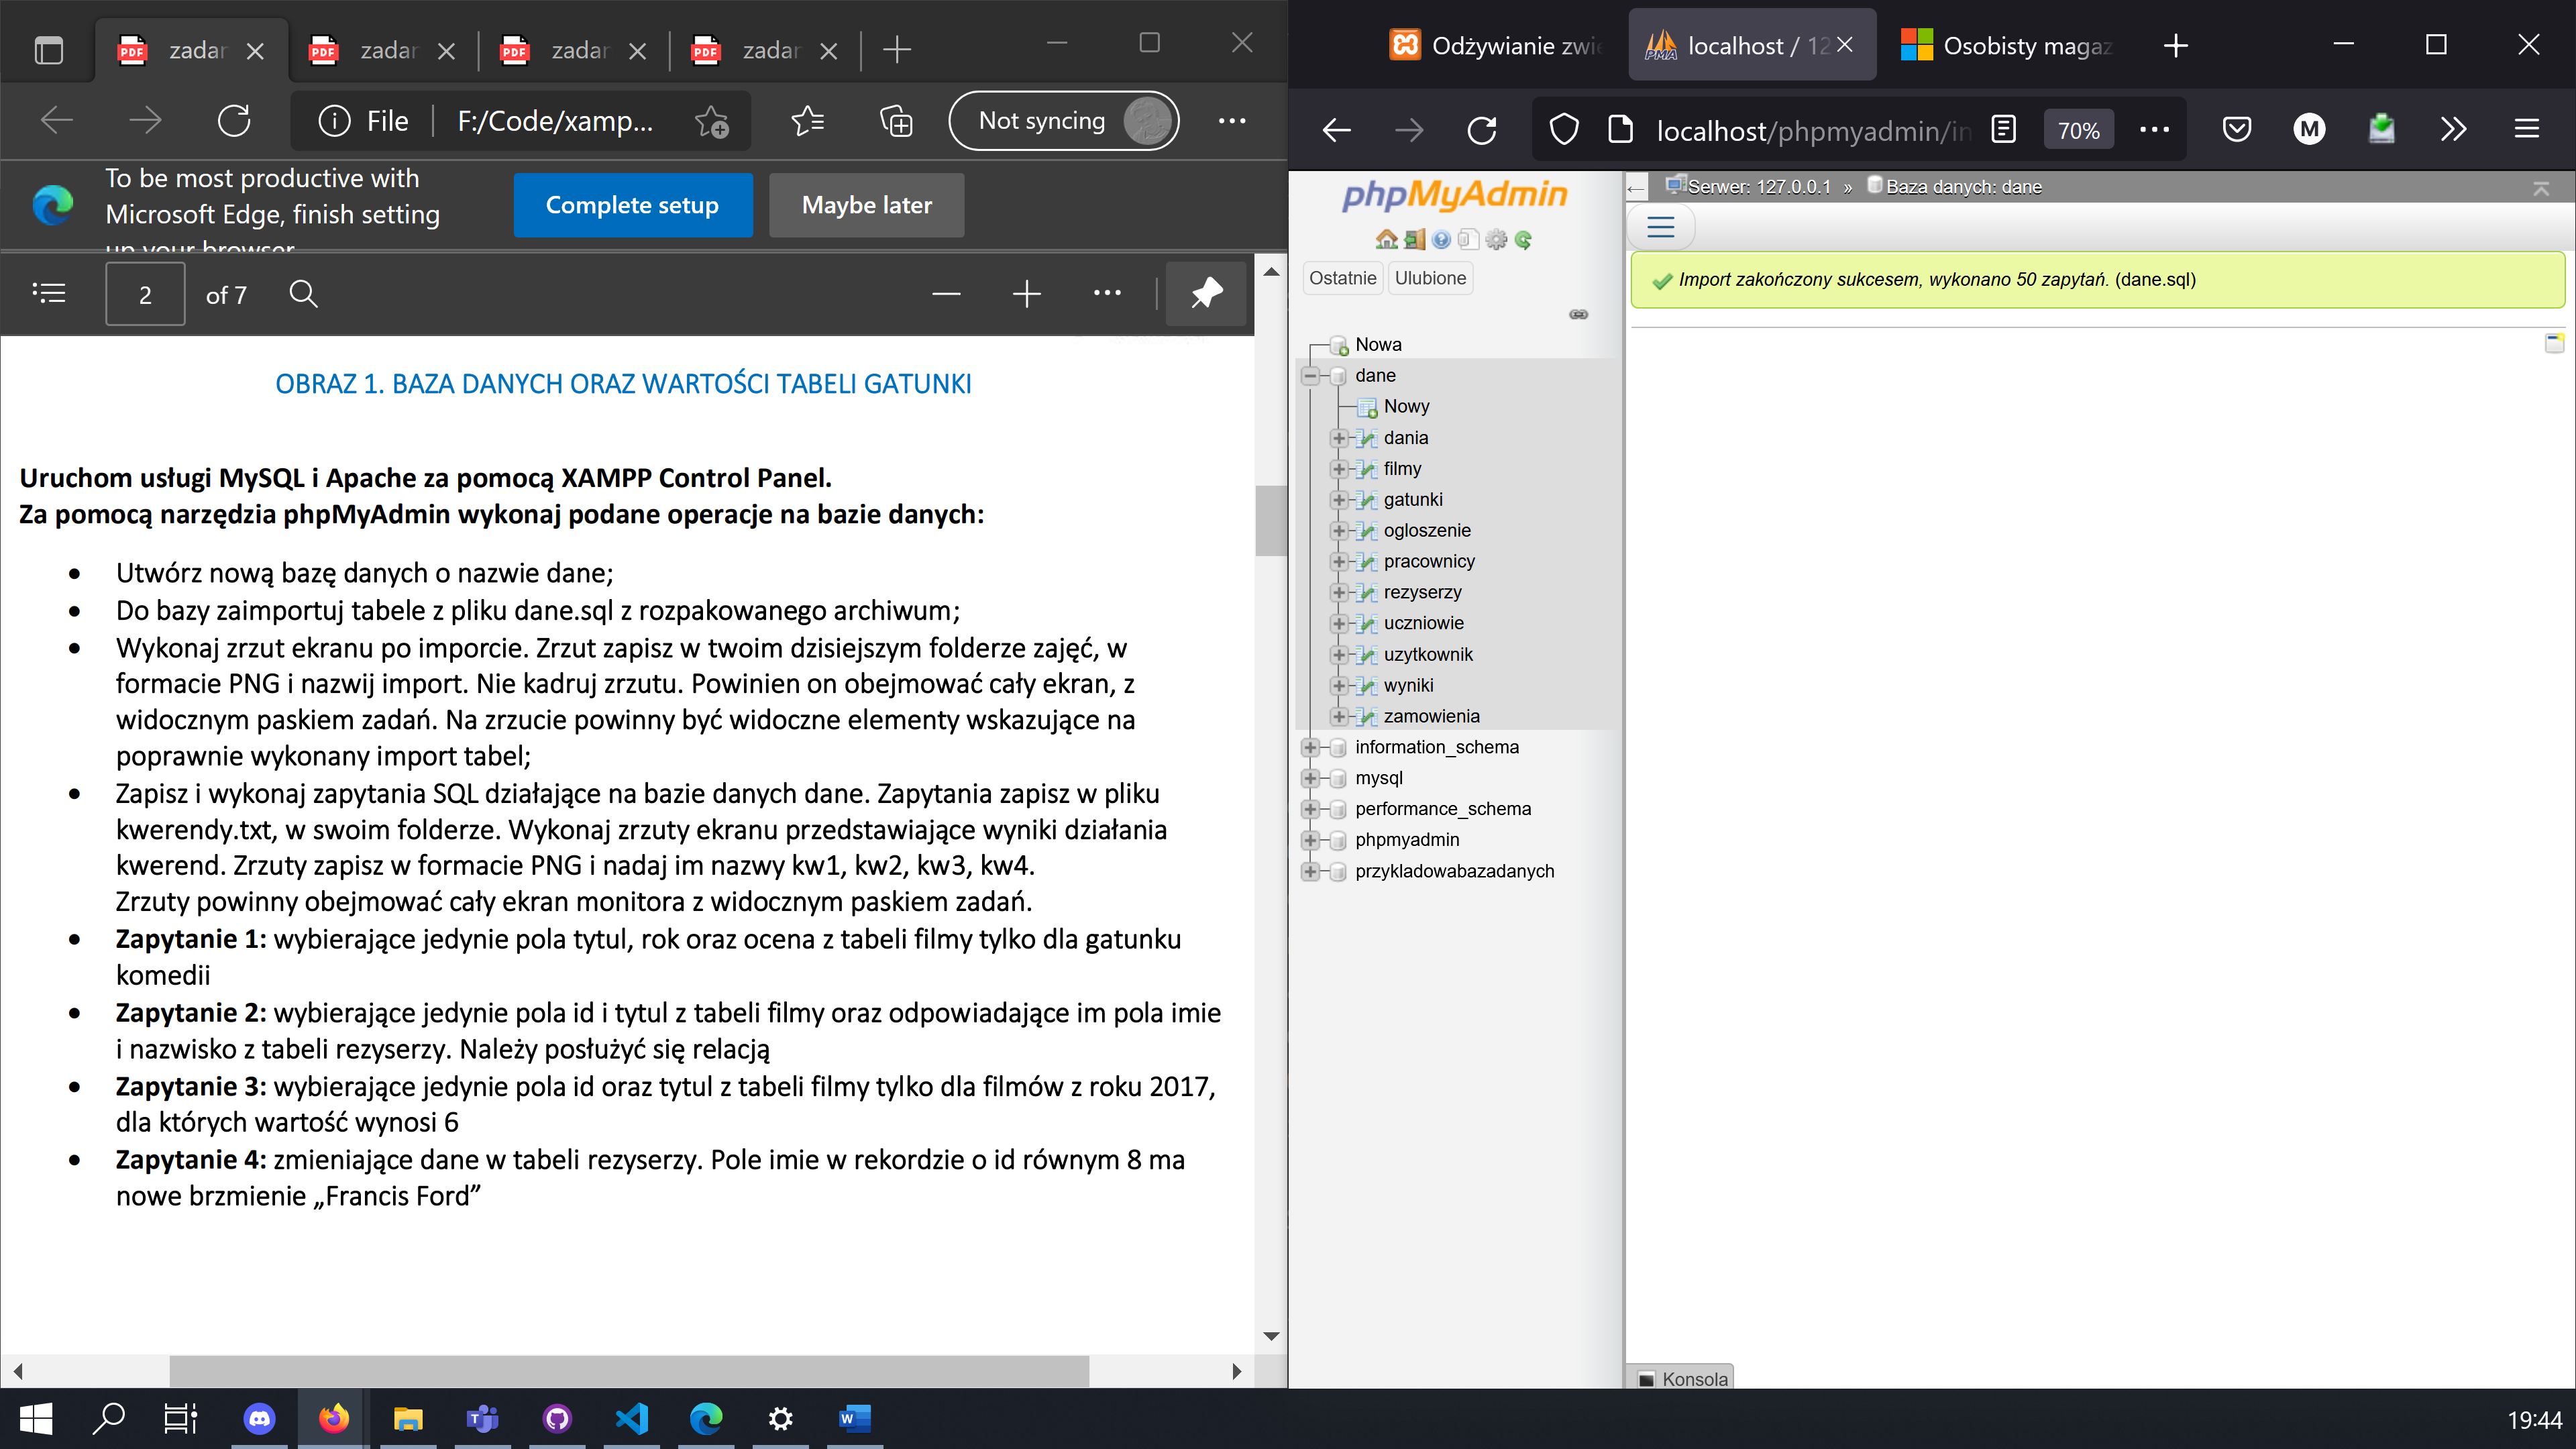 zadar
zadar
zadar
zadar
File
F:/Code/xamp...
Not syncing
To be most productive with
Microsoft Edge, finish setting
up your browser
Complete setup
Maybe later
2
of 7
OBRAZ 1. BAZA DANYCH ORAZ WARTOŚCI TABELI GATUNKI
Uruchom usługi MySQL i Apache za pomocą XAMPP Control Panel.
Za pomocą narzędzia phpMyAdmin wykonaj podane operacje na bazie danych:
• Utwórz nową bazę danych o nazwie dane;
• Do bazy zaimportuj tabele z pliku dane.sql z rozpakowanego archiwum;
• Wykonaj zrzut ekranu po imporcie. Zrzut zapisz w twoim dzisiejszym folderze zajęć, w
formacie PNG i nazwij import. Nie kadruj zrzutu. Powinien on obejmować cały ekran, z
widocznym paskiem zadań. Na zrzucie powinny być widoczne elementy wskazujące na
poprawnie wykonany import tabel;
• Zapisz i wykonaj zapytania SQL działające na bazie danych dane. Zapytania zapisz w pliku
kwerendy.txt, w swoim folderze. Wykonaj zrzuty ekranu przedstawiające wyniki działania
kwerend. Zrzuty zapisz w formacie PNG i nadaj im nazwy kw1, kw2, kw3, kw4.
Zrzuty powinny obejmować cały ekran monitora z widocznym paskiem zadań.
• Zapytanie 1: wybierające jedynie pola tytul, rok oraz ocena z tabeli filmy tylko dla gatunku
komedii
• Zapytanie 2: wybierające jedynie pola id i tytul z tabeli filmy oraz odpowiadające im pola imie
i nazwisko z tabeli rezyserzy. Należy posłużyć się relacją
• Zapytanie 3: wybierające jedynie pola id oraz tytul z tabeli filmy tylko dla filmów z roku 2017,
dla których wartość wynosi 6
• Zapytanie 4: zmieniające dane w tabeli rezyserzy. Pole imie w rekordzie o id równym 8 ma
nowe brzmienie „Francis Ford”
Odżywianie zwie
localhost / 12
Osobisty magaz
localhost/phpmyadmin/in
70%
M
phpMyAdmin
Ostatnie
Ulubione
Nowa
dane
Nowy
dania
filmy
gatunki
ogloszenie
pracownicy
rezyserzy
uczniowie
uzytkownik
wyniki
zamowienia
information_schema
mysql
performance_schema
phpmyadmin
przykladowabazadanych
Serwer: 127.0.0.1 » Baza danych: dane
Import zakończony sukcesem, wykonano 50 zapytań. (dane.sql)
Konsola
19:44